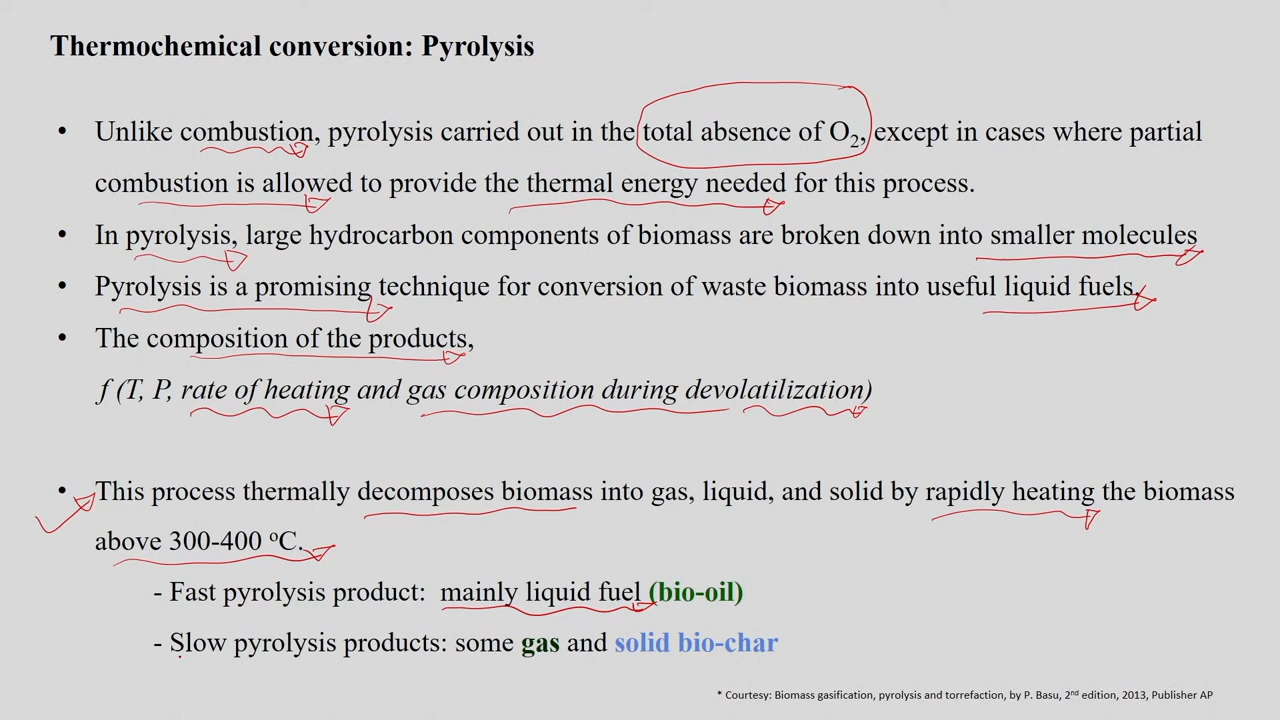 Thermochemical conversion: Pyrolysis
• Unlike combustion, pyrolysis carried out in the total absence of O₂, except in cases where partial
combustion is allowed to provide the thermal energy needed for this process.
• In pyrolysis, large hydrocarbon components of biomass are broken down into smaller molecules
• Pyrolysis is a promising technique for conversion of waste biomass into useful liquid fuels.
• The composition of the products,
f (T, P, rate of heating and gas composition during devolatilization)
• This process thermally decomposes biomass into gas, liquid, and solid by rapidly heating the biomass
above 300-400 ᵒC.
- Fast pyrolysis product: mainly liquid fuel (bio-oil)
- Slow pyrolysis products: some gas and solid bio-char
* Courtesy: Biomass gasification, pyrolysis and torrefaction, by P. Basu, 2ⁿᵈ edition, 2013, Publisher AP